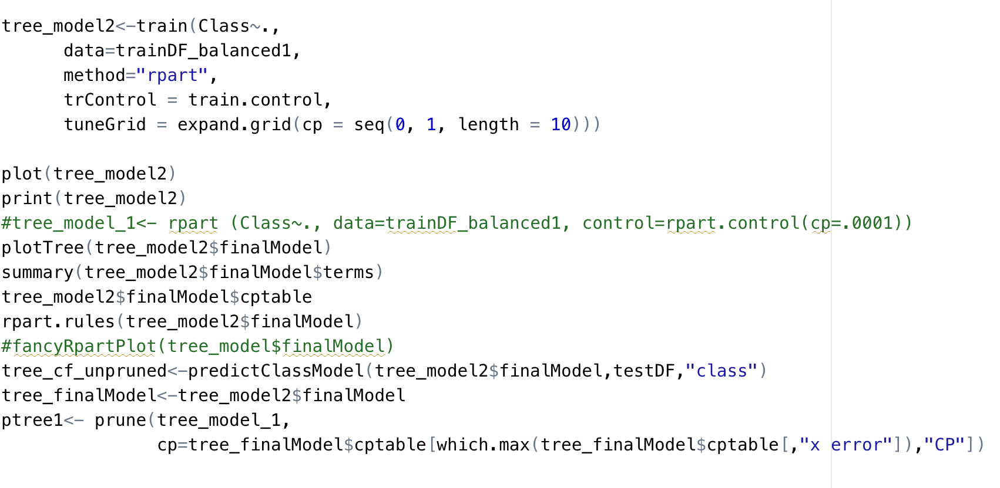 tree_model2<-train(Class~.,
data=trainDF_balanced1,
method="rpart",
trControl = train.control,
tuneGrid = expand.grid(cp = seq(0, 1, length = 10)))
plot(tree_model2)
print(tree_model2)
#tree_model_1<- rpart (Class~., data=trainDF_balanced1, control=rpart.control(cp=.0001))
plotTree(tree_model2$finalModel)
summary(tree_model2$finalModel$terms)
tree_model2$finalModel$cptable
rpart.rules(tree_model2$finalModel)
#fancyRpartPlot(tree_model$finalModel)
tree_cf_unpruned<-predictClassModel(tree_model2$finalModel,testDF,"class")
tree_finalModel<-tree_model2$finalModel
ptree1<- prune(tree_model_1,
cp=tree_finalModel$cptable[which.max(tree_finalModel$cptable[,"x error"]),"CP"])